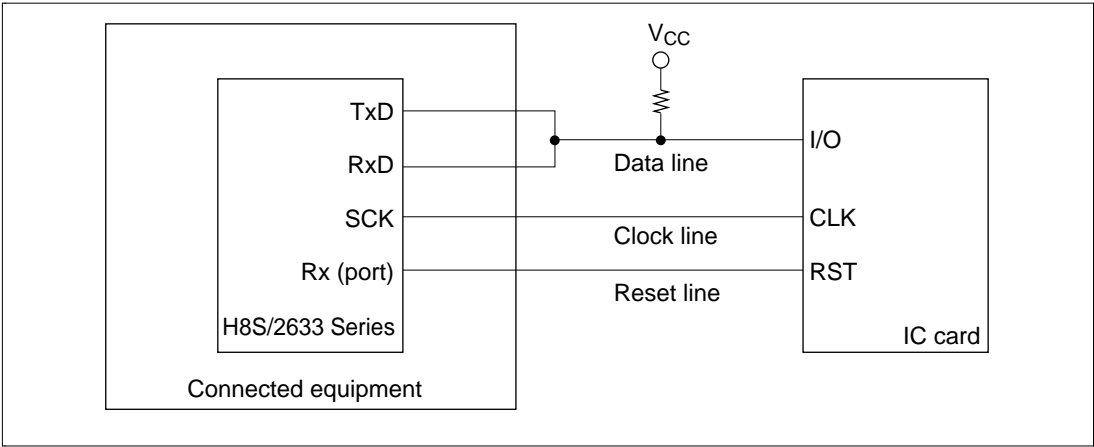 VCC
TxD
RxD
SCK
Rx (port)
H8S/2633 Series
Connected equipment
Data line
Clock line
Reset line
I/O
CLK
RST
IC card